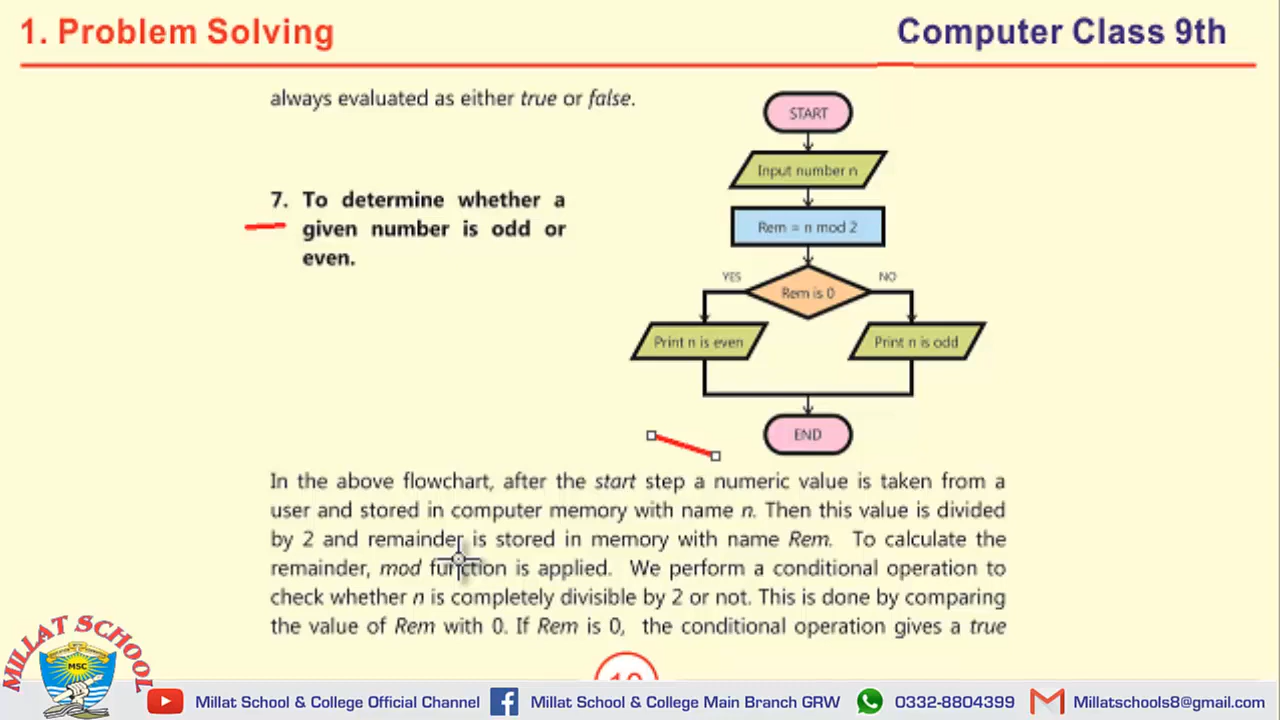 1. Problem Solving
Computer Class 9th
always evaluated as either true or false.
7. To determine whether a
given number is odd or
even.
START
Input number n
Rem = n mod 2
YES
NO
Rem is 0
Print n is even
Print n is odd
END
In the above flowchart, after the start step a numeric value is taken from a
user and stored in computer memory with name n. Then this value is divided
by 2 and remainder is stored in memory with name Rem. To calculate the
remainder, mod function is applied. We perform a conditional operation to
check whether n is completely divisible by 2 or not. This is done by comparing
the value of Rem with 0. If Rem is 0, the conditional operation gives a true
MILLAT SCHOOL
MSC
Millat School & College Official Channel
Millat School & College Main Branch GRW
0332-8804399
Millatschools8@gmail.com